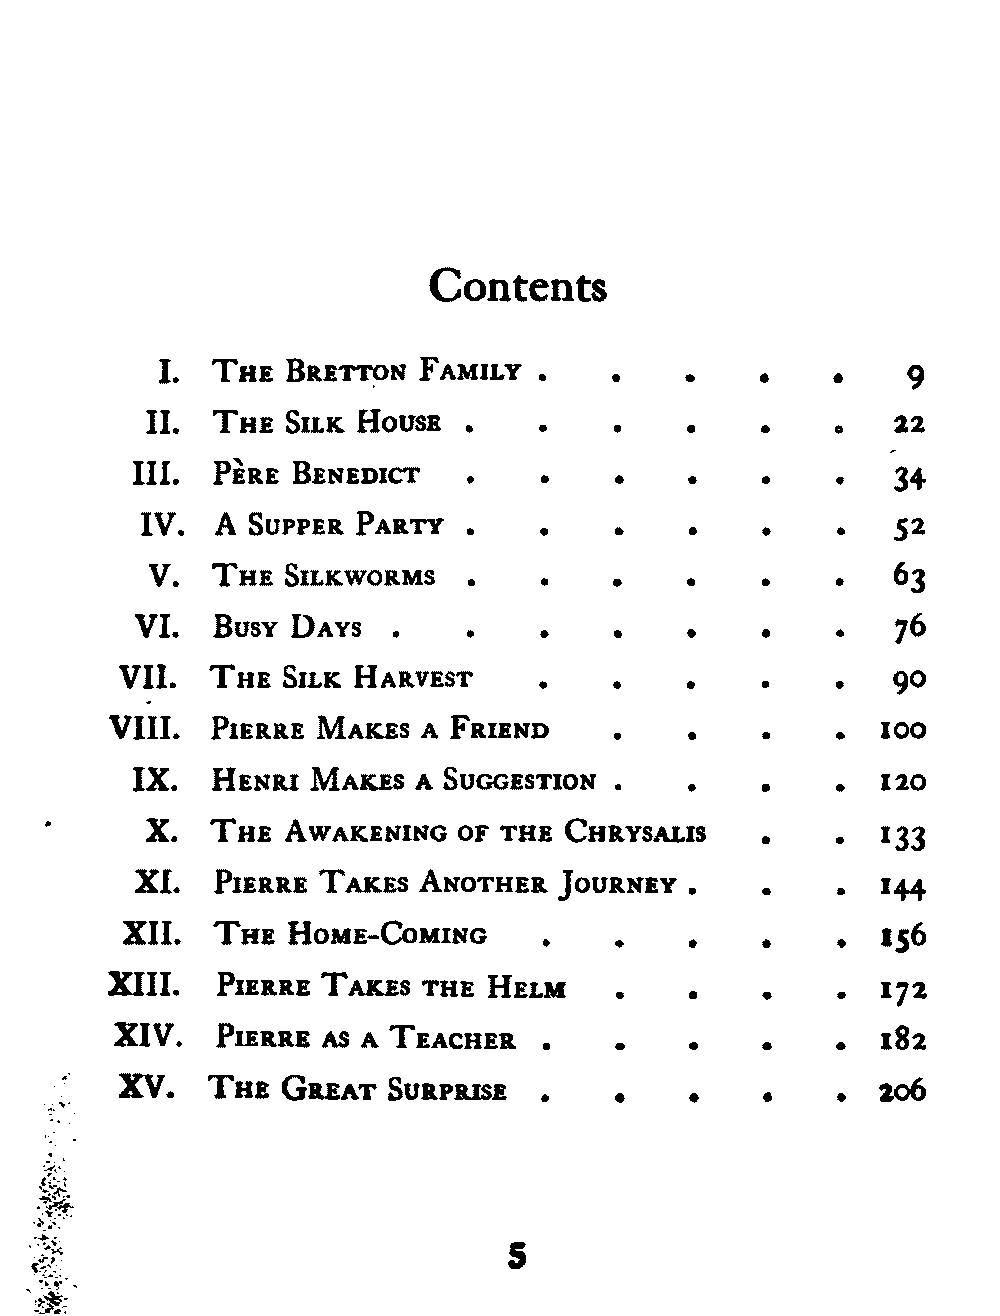 Contents
I. The Bretton Family . . . . . 9
II. The Silk House . . . . . . 22
III. Père Benedict . . . . . . 34
IV. A Supper Party . . . . . . 52
V. The Silkworms . . . . . . 63
VI. Busy Days . . . . . . . 76
VII. The Silk Harvest . . . . . 90
VIII. Pierre Makes a Friend . . . . 100
IX. Henri Makes a Suggestion . . . . 120
X. The Awakening of the Chrysalis . . 133
XI. Pierre Takes Another Journey . . . 144
XII. The Home-Coming . . . . . 156
XIII. Pierre Takes the Helm . . . . 172
XIV. Pierre as a Teacher . . . . . 182
XV. The Great Surprise . . . . . 206
5